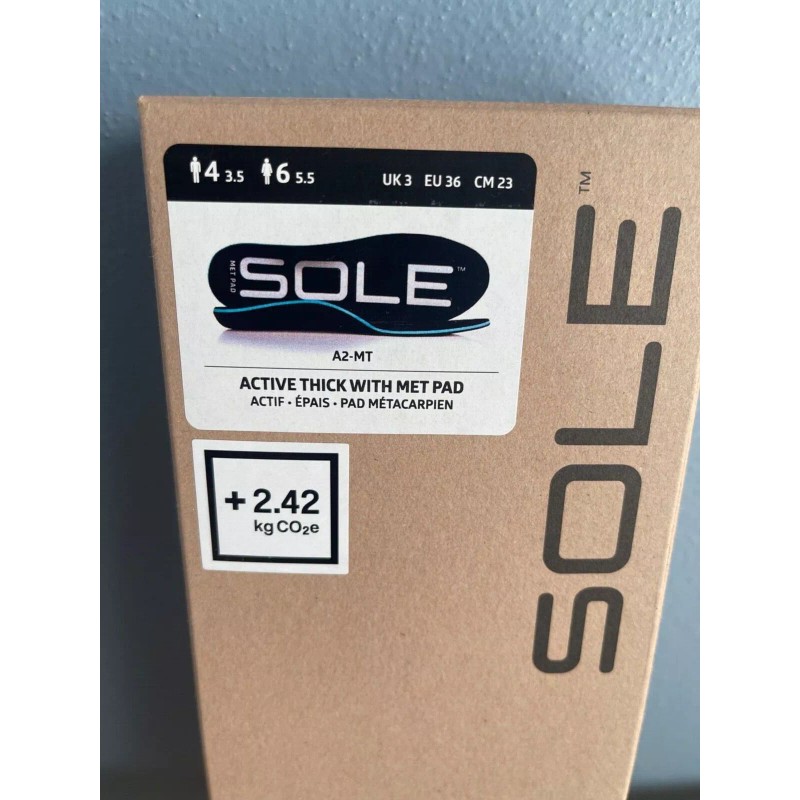 4 3.5 6 5.5 UK 3 EU 36 CM 23
MET PAD
SOLE™
A2-MT
ACTIVE THICK WITH MET PAD
ACTIF • ÉPAIS • PAD MÉTACARPIEN
+2.42
kg CO₂e
SOLE™